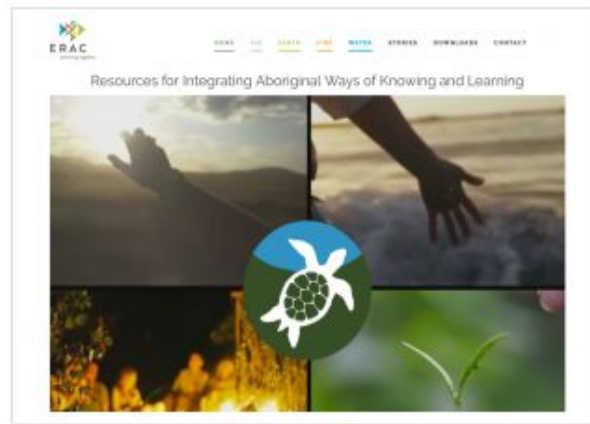 ERAC
HOME AIR EARTH FIRE WATER STORIES DOWNLOADS CONTACT
Resources for Integrating Aboriginal Ways of Knowing and Learning